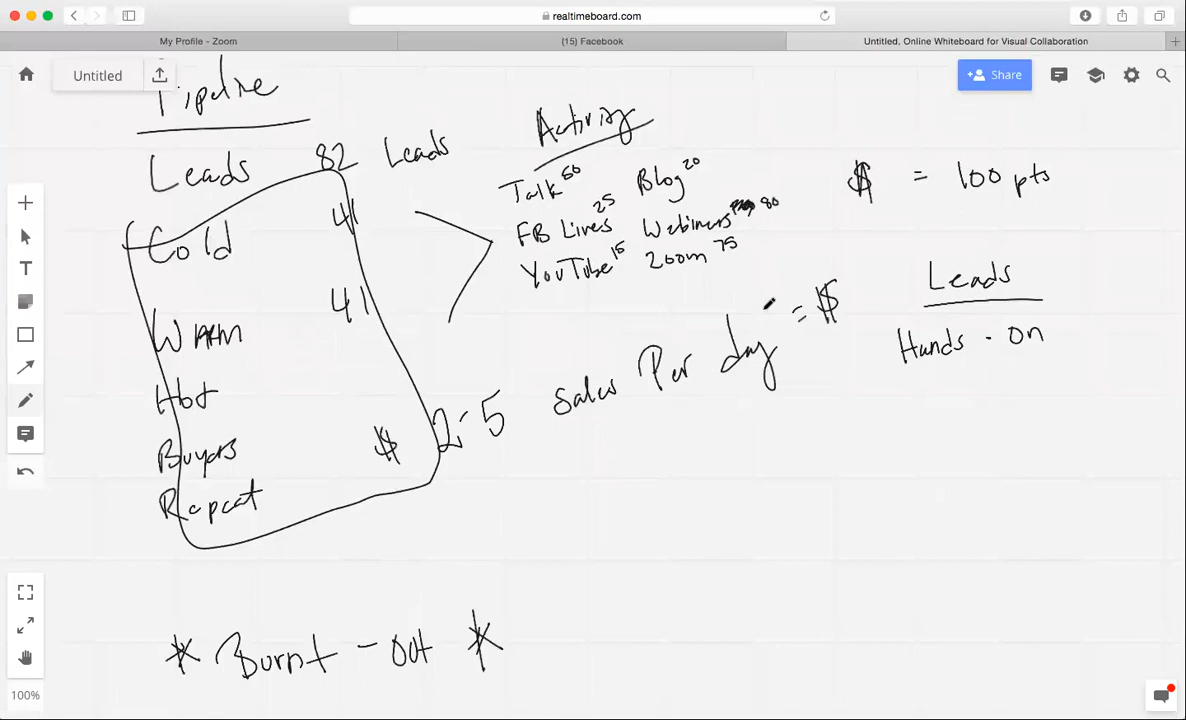 realtimeboard.com
My Profile - Zoom
(15) Facebook
Untitled, Online Whiteboard for Visual Collaboration
Untitled
Share
Pipeline
Leads 82 Leads
Cold 41
Warm 41
Hot
Buyers $ 2-5 Sales Per day = $
Repeat
Activity
Talk 50 Blog 20
FB Lives 25 Webinars 80
YouTube 15 Zoom 75
$ = 100 pts
Leads
Hands - On
* Burnt - Out *
100%